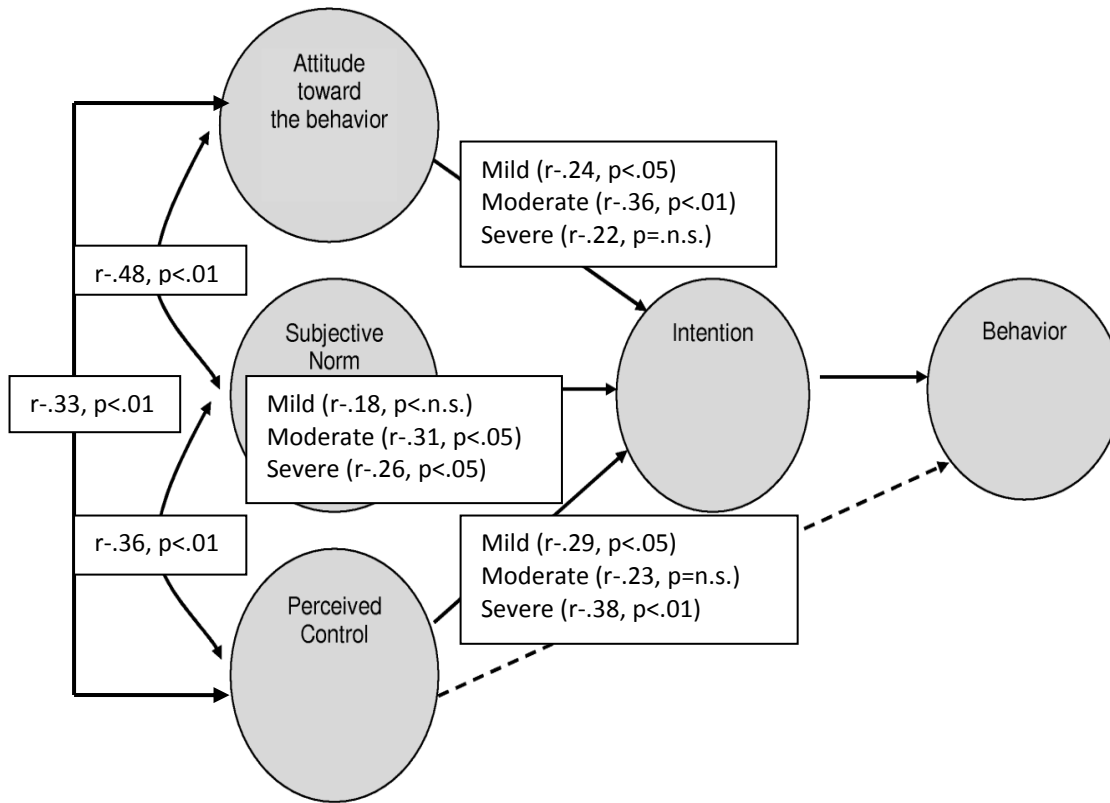 Attitude
toward
the behavior
Mild (r-.24, p<.05)
Moderate (r-.36, p<.01)
Severe (r-.22, p=.n.s.)
r-.48, p<.01
Subjective
Norm
Intention
Behavior
r-.33, p<.01
Mild (r-.18, p<.n.s.)
Moderate (r-.31, p<.05)
Severe (r-.26, p<.05)
r-.36, p<.01
Mild (r-.29, p<.05)
Moderate (r-.23, p=n.s.)
Severe (r-.38, p<.01)
Perceived
Control